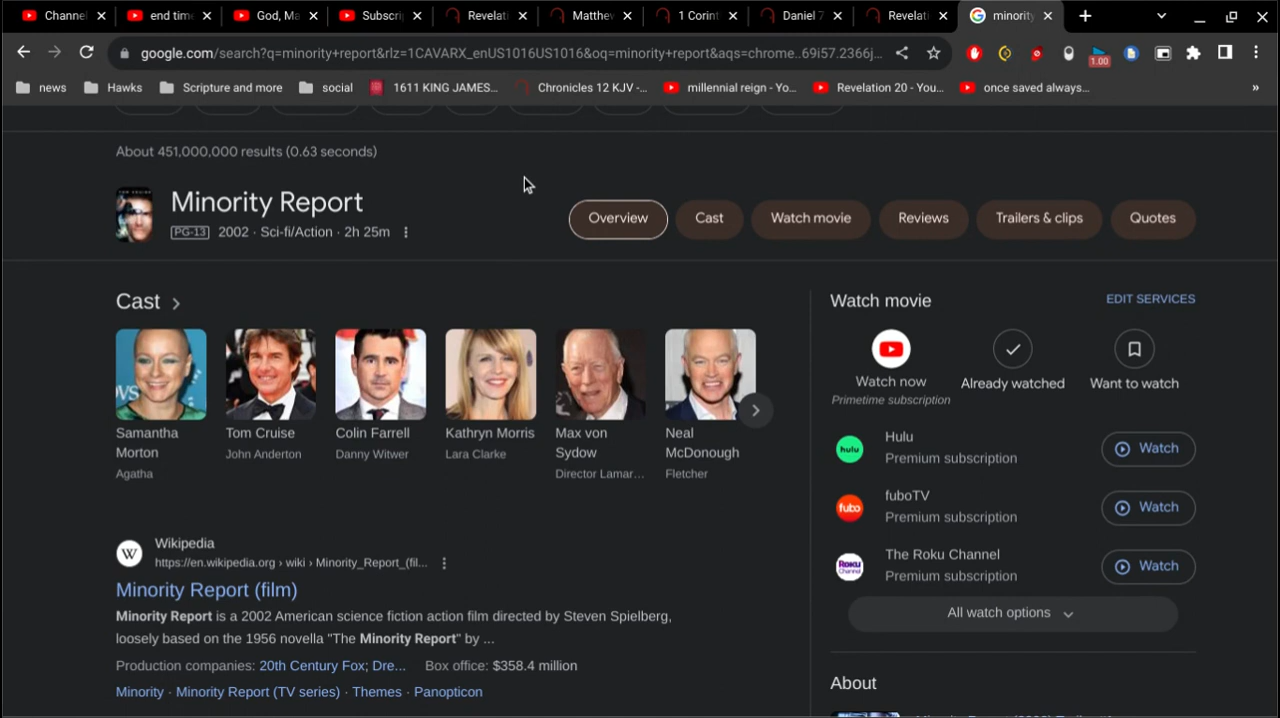 Channel
end time
God, Ma
Subscri
Revelati
Matthew
1 Corint
Daniel 7
Revelati
minority
google.com/search?q=minority+report&rlz=1CAVARX_enUS1016US1016&oq=minority+report&aqs=chrome..69i57.2366j...
1.00
news
Hawks
Scripture and more
social
1611 KING JAMES...
Chronicles 12 KJV -...
millennial reign - Yo...
Revelation 20 - You...
once saved always...
»
About 451,000,000 results (0.63 seconds)
Minority Report
PG-13 2002 · Sci-fi/Action · 2h 25m
Overview
Cast
Watch movie
Reviews
Trailers & clips
Quotes
Cast
Samantha Morton
Agatha
Tom Cruise
John Anderton
Colin Farrell
Danny Witwer
Kathryn Morris
Lara Clarke
Max von Sydow
Director Lamar...
Neal McDonough
Fletcher
W
Wikipedia
https://en.wikipedia.org › wiki › Minority_Report_(fil...
Minority Report (film)
Minority Report is a 2002 American science fiction action film directed by Steven Spielberg,
loosely based on the 1956 novella "The Minority Report" by ...
Production companies: 20th Century Fox; Dre... Box office: $358.4 million
Minority · Minority Report (TV series) · Themes · Panopticon
Watch movie
EDIT SERVICES
Watch now
Primetime subscription
Already watched
Want to watch
hulu
Hulu
Premium subscription
Watch
fubo
fuboTV
Premium subscription
Watch
Roku Channel
The Roku Channel
Premium subscription
Watch
All watch options
About